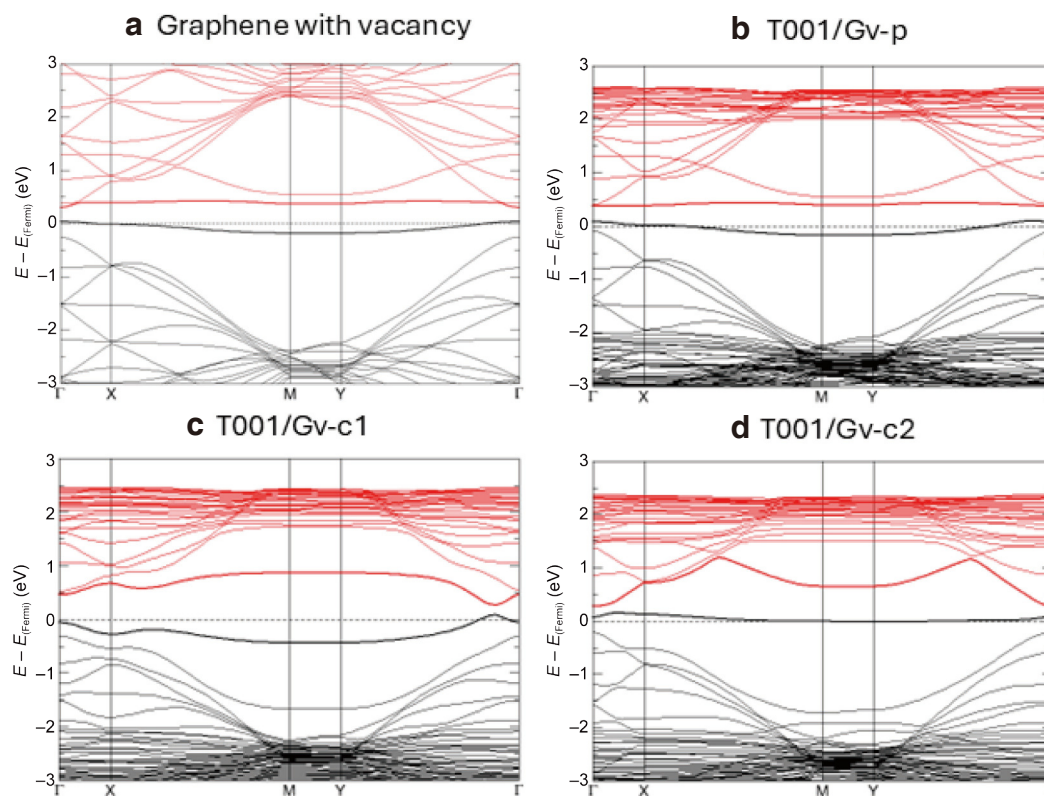 a Graphene with vacancy
E – E(Fermi) (eV)
3
2
1
0
–1
–2
–3
Γ X M Y Γ
b T001/Gv-p
E – E(Fermi) (eV)
3
2
1
0
–1
–2
–3
Γ X M Y
c T001/Gv-c1
E – E(Fermi) (eV)
3
2
1
0
–1
–2
–3
Γ X M Y Γ
d T001/Gv-c2
E – E(Fermi) (eV)
3
2
1
0
–1
–2
–3
Γ X M Y